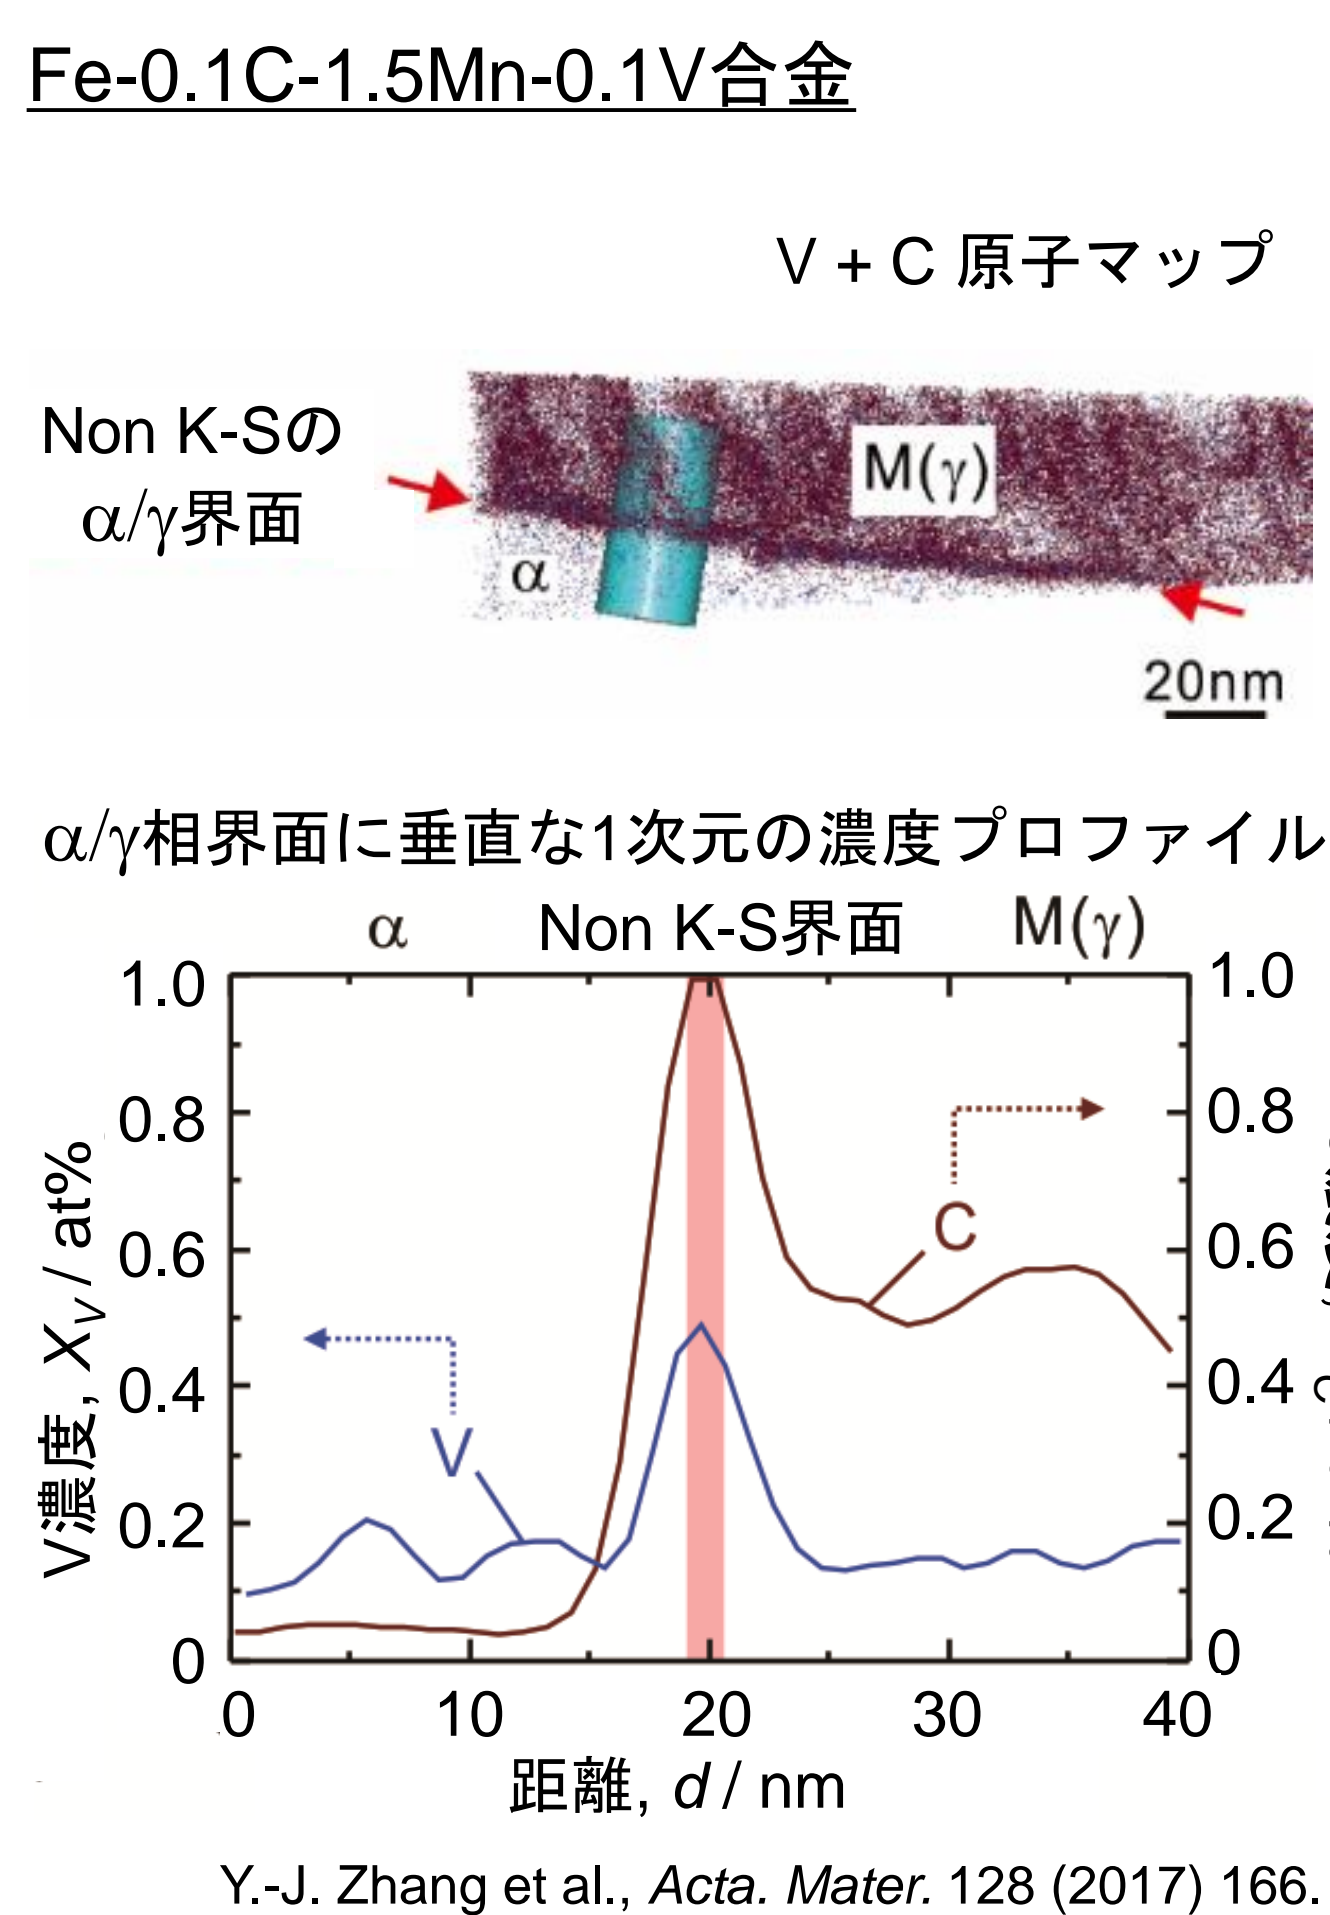 Fe-0.1C-1.5Mn-0.1V合金
V + C 原子マップ
Non K-Sの
α/γ界面
M(γ)
α
20nm
α/γ相界面に垂直な1次元の濃度プロファイル
α
Non K-S界面
M(γ)
1.0
0.8
0.6
0.4
0.2
0
V濃度, XV / at%
1.0
0.8
0.6
0.4
0.2
0
C
V
0
10
20
30
40
距離, d / nm
Y.-J. Zhang et al., Acta. Mater. 128 (2017) 166.